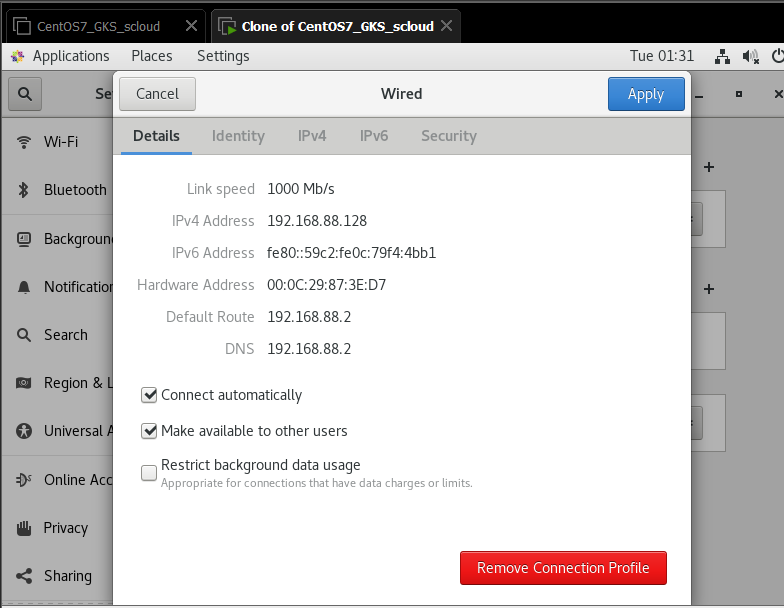 CentOS7_GKS_scloud
Clone of CentOS7_GKS_scloud
Applications Places Settings Tue 01:31
Se
Cancel Wired Apply
Details Identity IPv4 IPv6 Security
Wi-Fi
Bluetooth
Backgroun
Notification
Search
Region & L
Universal A
Online Acc
Privacy
Sharing
Link speed 1000 Mb/s
IPv4 Address 192.168.88.128
IPv6 Address fe80::59c2:fe0c:79f4:4bb1
Hardware Address 00:0C:29:87:3E:D7
Default Route 192.168.88.2
DNS 192.168.88.2
Connect automatically
Make available to other users
Restrict background data usage
Appropriate for connections that have data charges or limits.
Remove Connection Profile